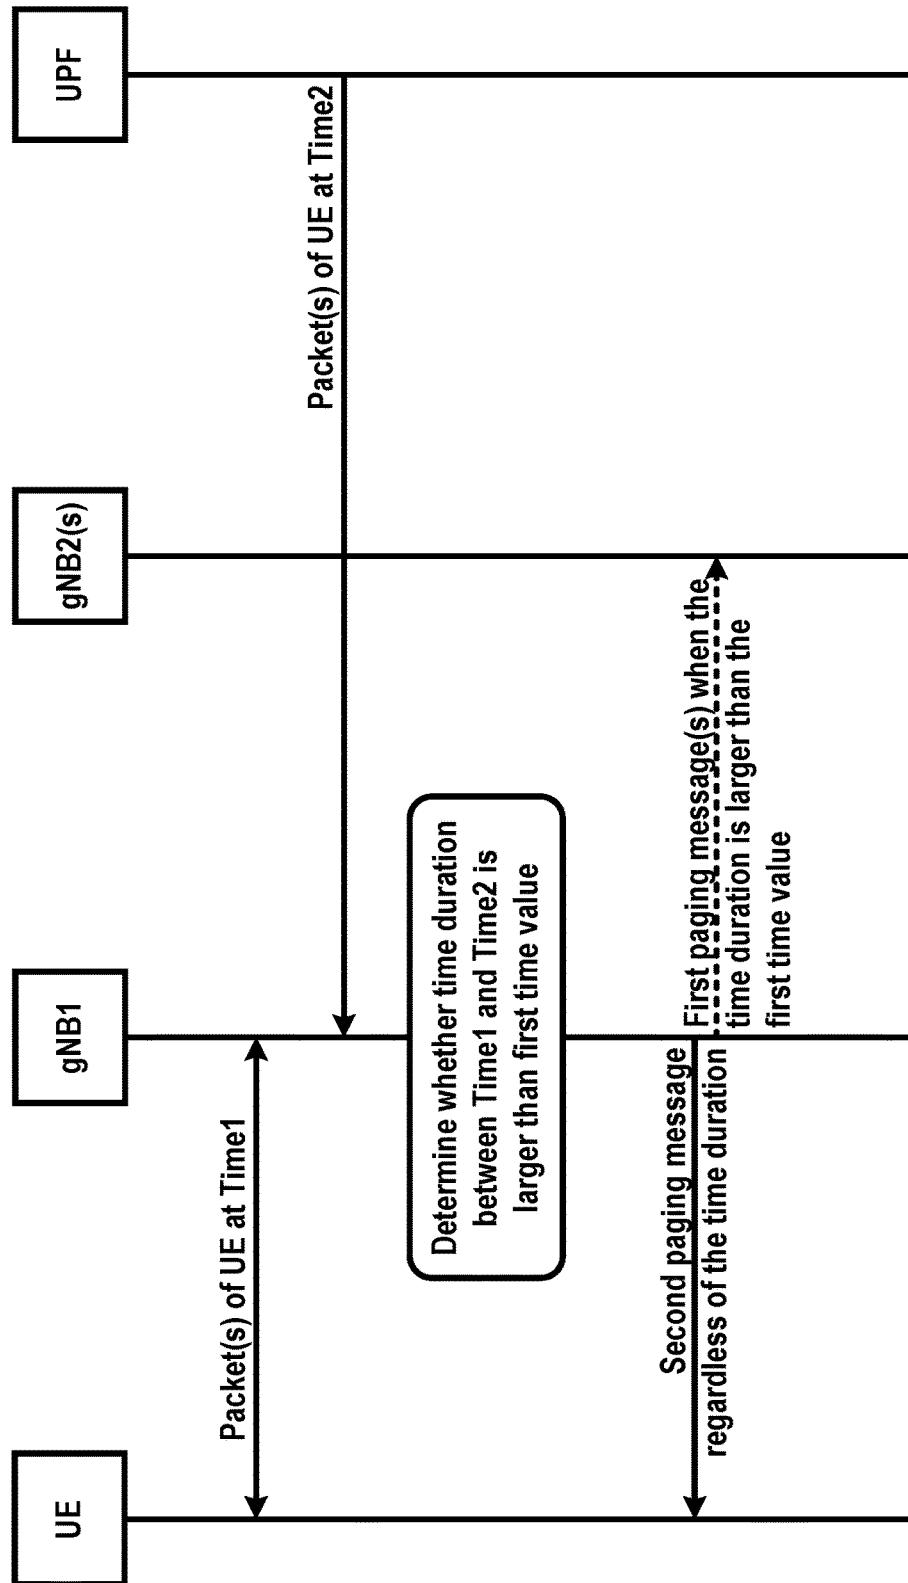 UE
gNB1
gNB2(s)
UPF
Packet(s) of UE at Time1
Packet(s) of UE at Time2
Determine whether time duration
between Time1 and Time2 is
larger than first time value
Second paging message
regardless of the time duration
First paging message(s) when the
time duration is larger than the
first time value